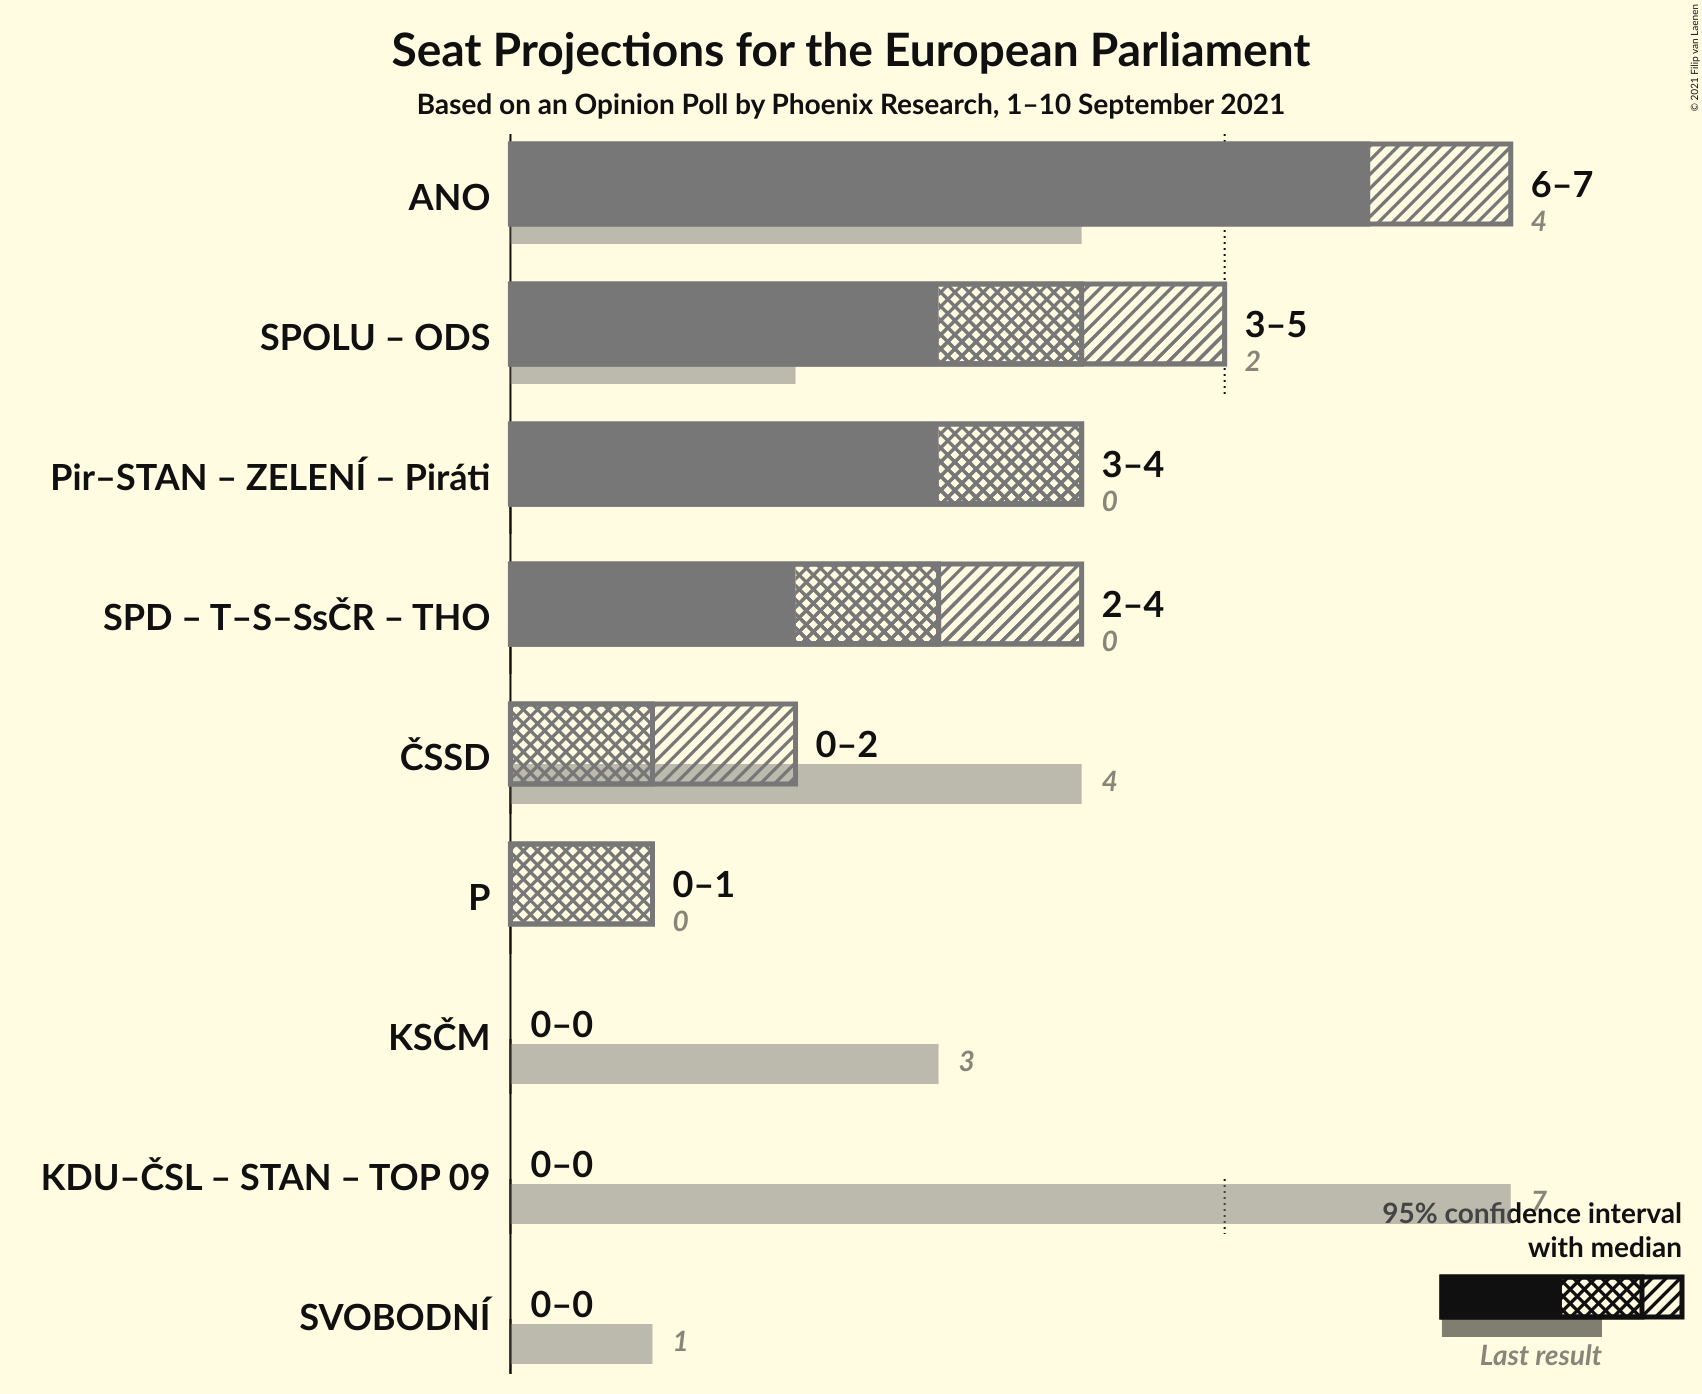 Seat Projections for the European Parliament
Based on an Opinion Poll by Phoenix Research, 1–10 September 2021
© 2021 Filip van Laenen
ANO
6–7
4
SPOLU – ODS
3–5
2
Pir–STAN – ZELENÍ – Piráti
3–4
0
SPD – T–S–SsČR – THO
2–4
0
ČSSD
0–2
4
P
0–1
0
KSČM
0–0
3
KDU–ČSL – STAN – TOP 09
0–0
7
SVOBODNÍ
0–0
1
95% confidence interval
with median
Last result